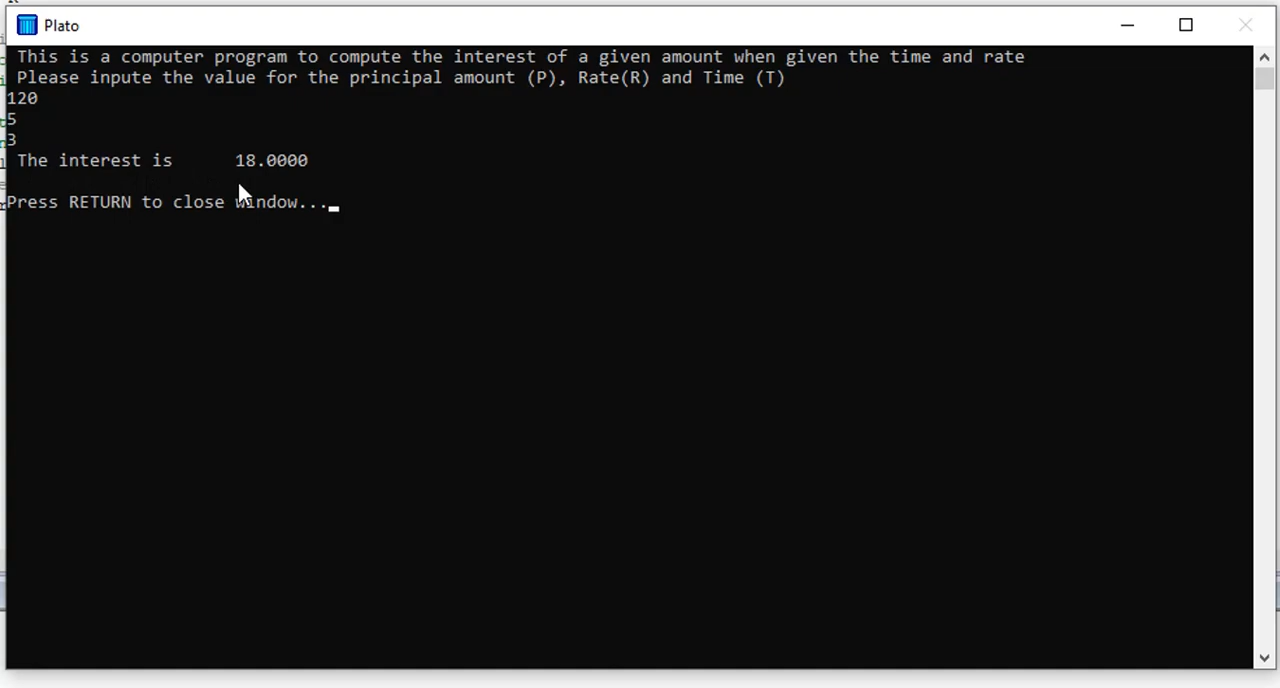 Plato
This is a computer program to compute the interest of a given amount when given the time and rate
Please inpute the value for the principal amount (P), Rate(R) and Time (T)
120
5
3
The interest is      18.0000
Press RETURN to close window...